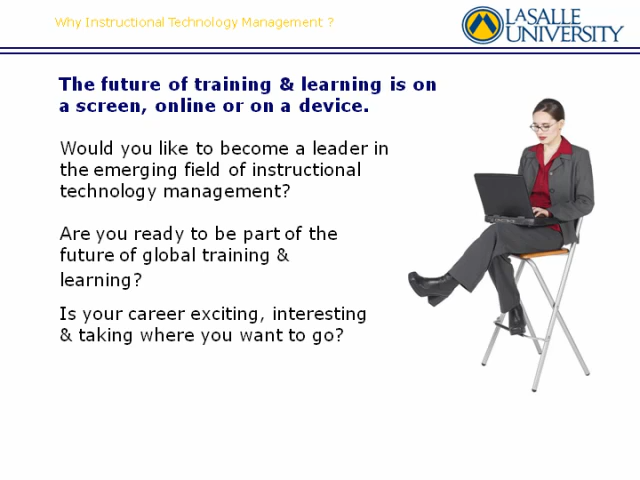 Why Instructional Technology Management ?
LASALLE
UNIVERSITY
The future of training & learning is on
a screen, online or on a device.
Would you like to become a leader in
the emerging field of instructional
technology management?
Are you ready to be part of the
future of global training &
learning?
Is your career exciting, interesting
& taking where you want to go?